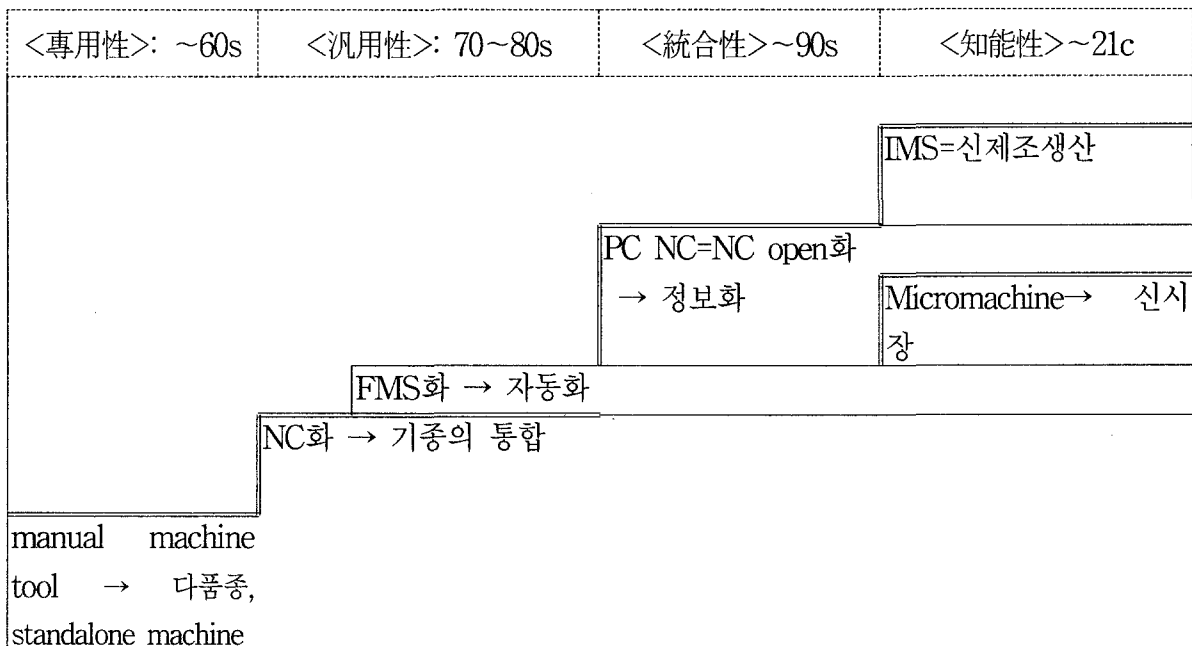 <專用性>: ~60s
<汎用性>: 70~80s
<統合性>~90s
<知能性>~21c
IMS=신제조생산
PC NC=NC open화
→ 정보화
Micromachine→ 신시
장
FMS화 → 자동화
NC화 → 기종의 통합
manual machine
tool → 다품종,
standalone machine